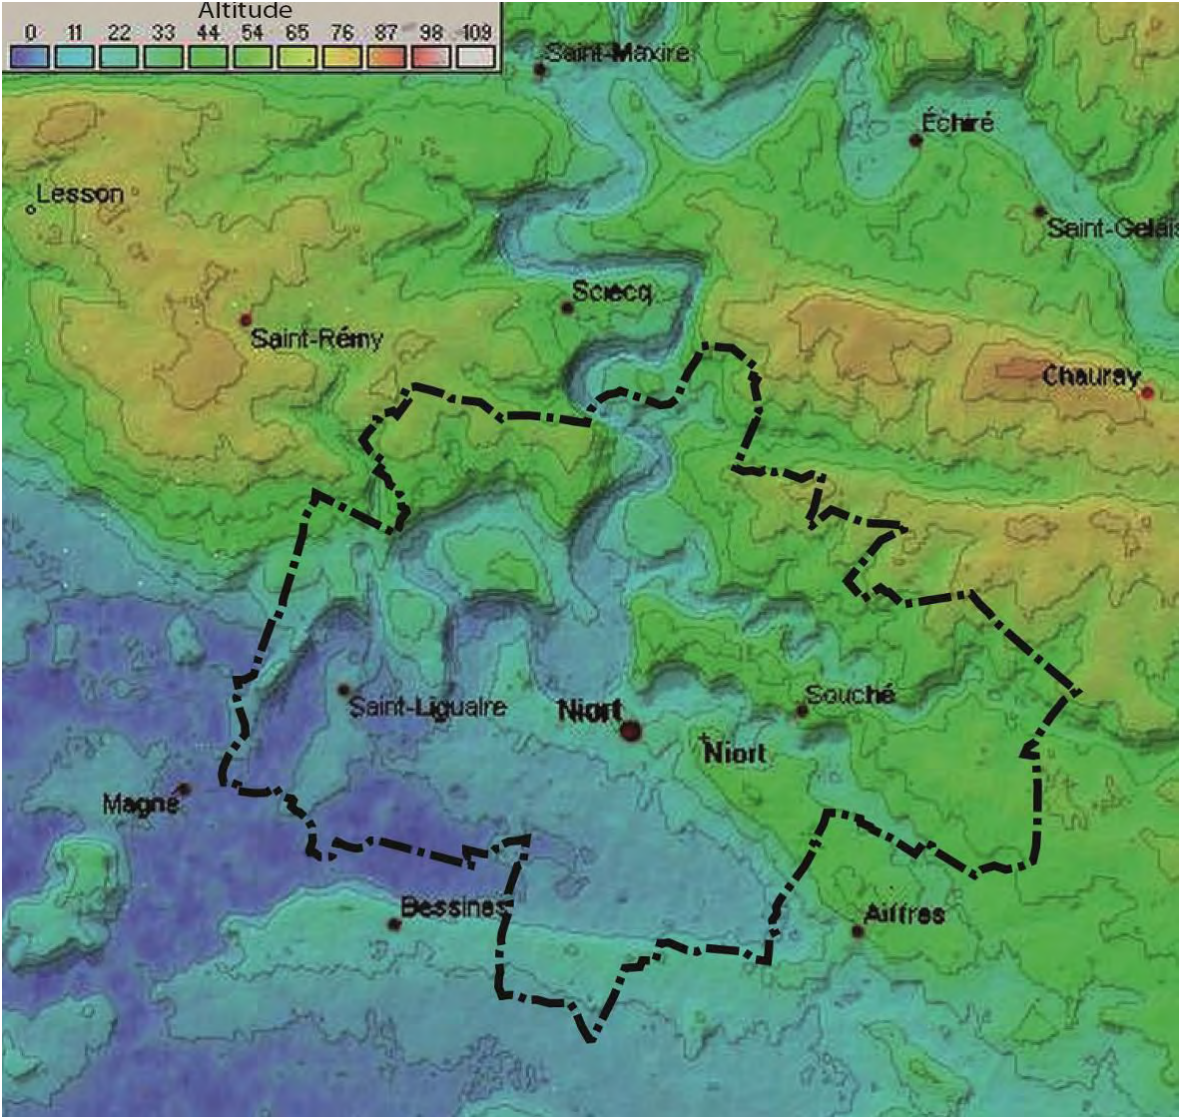 Altitude
0 11 22 33 44 54 65 76 87 98 109
Saint-Maxire
Échiré
Lesson
Saint-Gelais
Sciecq
Saint-Rémy
Chauray
Souché
Saint-Liguaire
Niort
Niort
Magné
Bessines
Aiffres